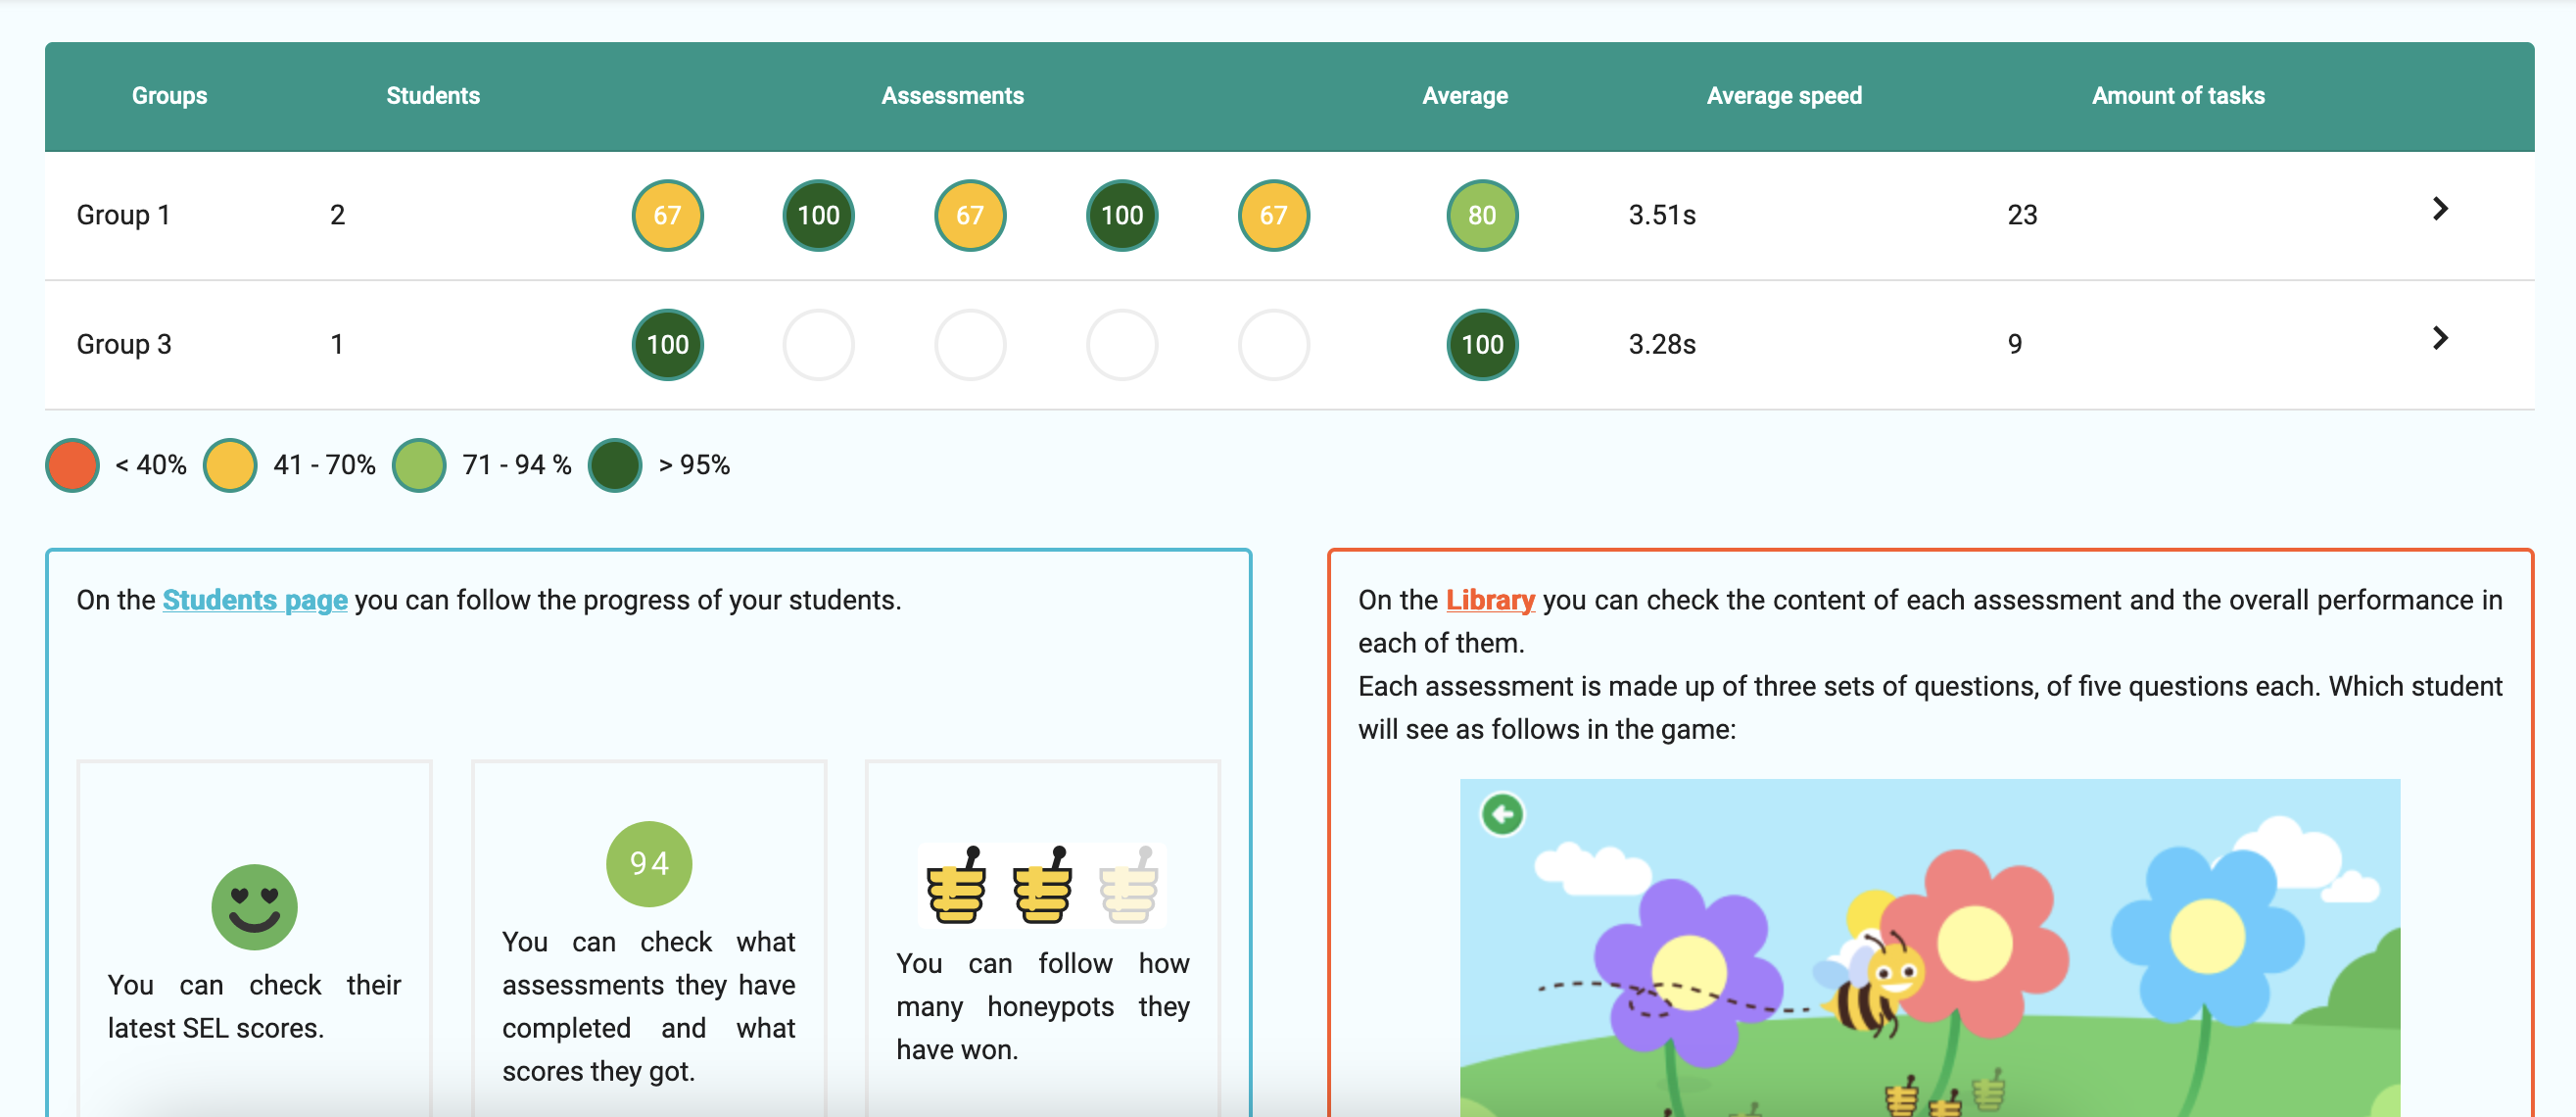 Groups Students Assessments Average Average speed Amount of tasks
Group 1 2 67 100 67 100 67 80 3.51s 23
Group 3 1 100 100 3.28s 9
< 40% 41 - 70% 71 - 94 % > 95%
On the Students page you can follow the progress of your students.
You can check their
latest SEL scores.
94
You can check what
assessments they have
completed and what
scores they got.
You can follow how
many honeypots they
have won.
On the Library you can check the content of each assessment and the overall performance in
each of them.
Each assessment is made up of three sets of questions, of five questions each. Which student
will see as follows in the game: